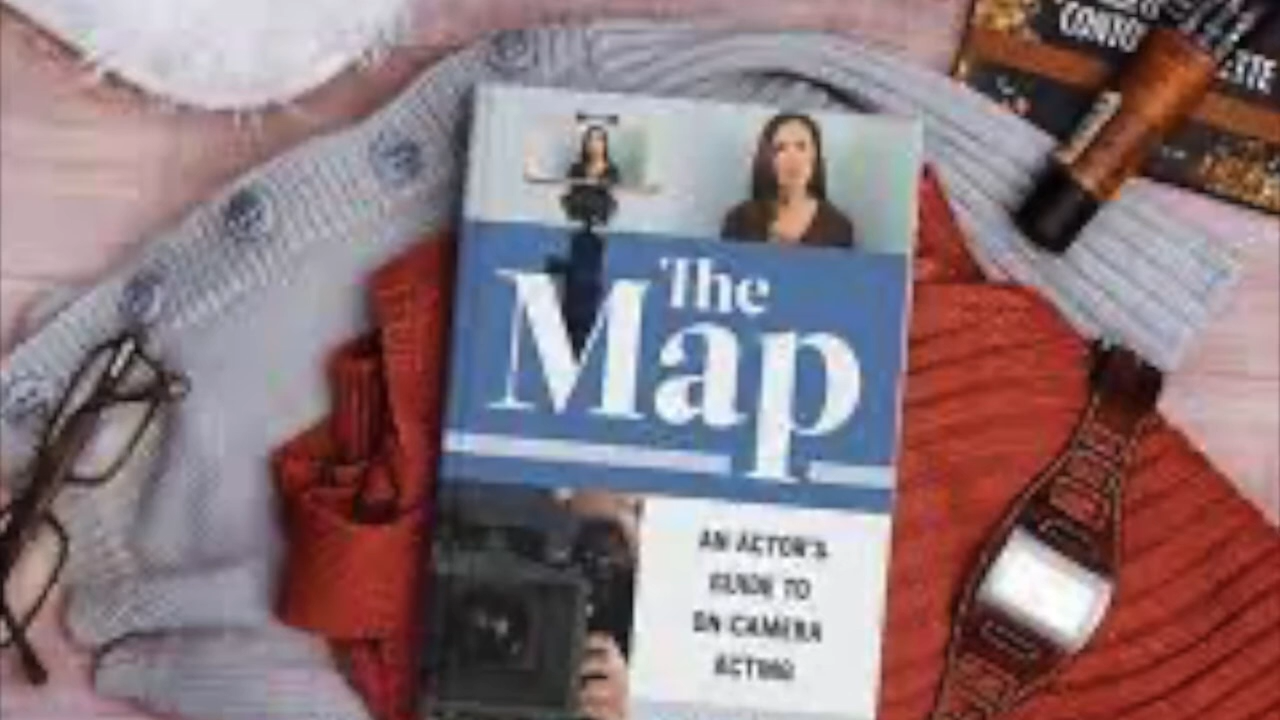 The
Map
AN ACTOR'S
GUIDE TO
ON CAMERA
ACTING